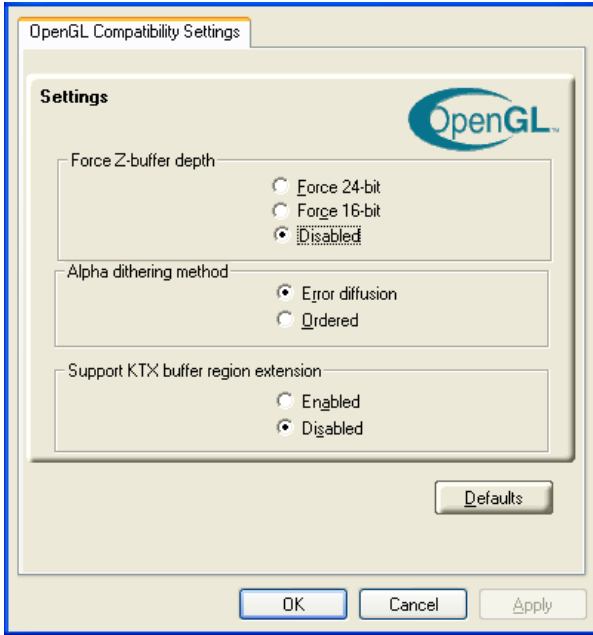 OpenGL Compatibility Settings
Settings
OpenGL™
Force Z-buffer depth
Force 24-bit
Force 16-bit
Disabled
Alpha dithering method
Error diffusion
Ordered
Support KTX buffer region extension
Enabled
Disabled
Defaults
OK Cancel Apply